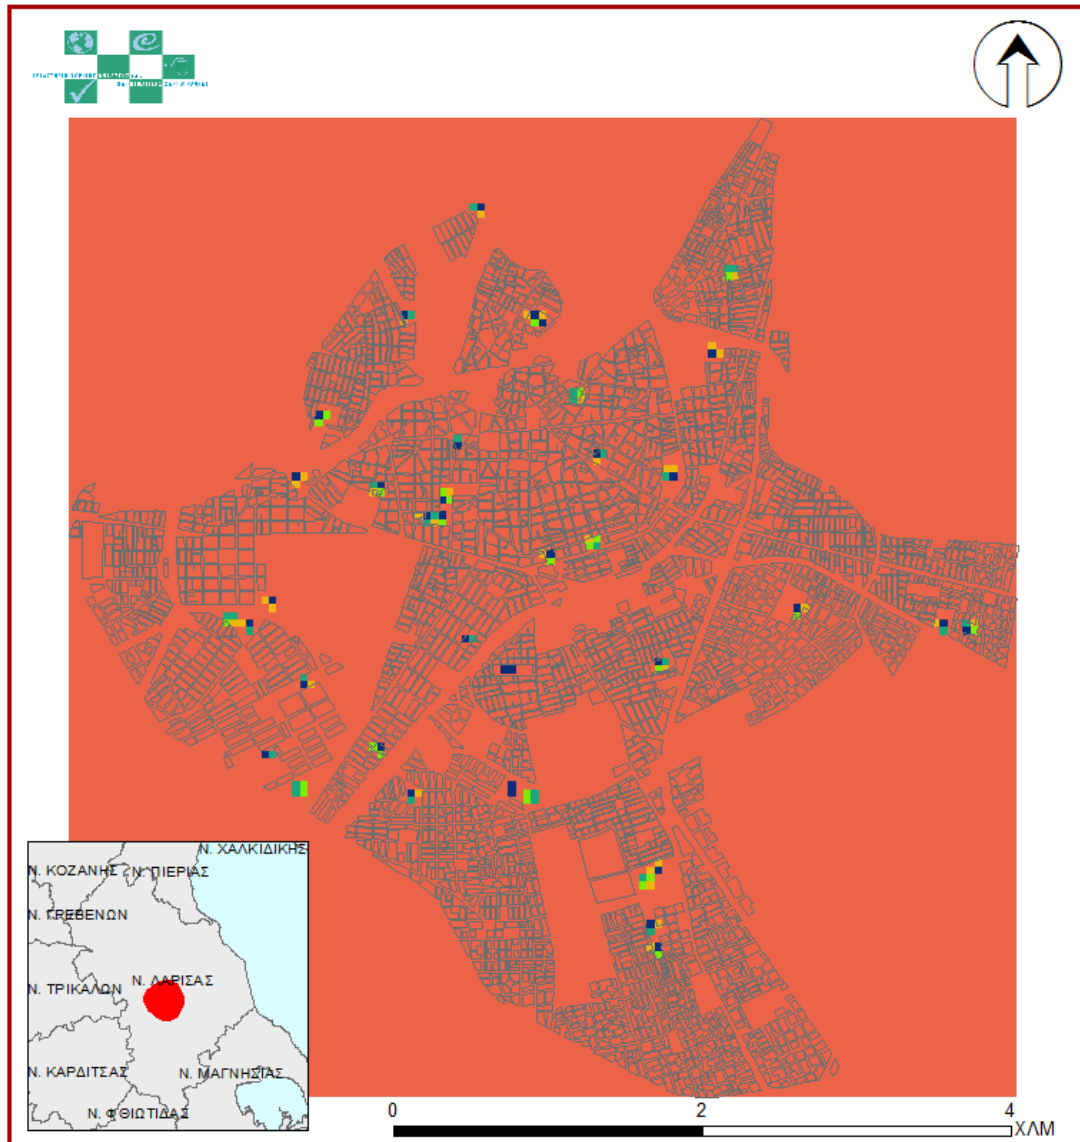 Ν. ΧΑΛΚΙΔΙΚΗΣ
Ν. ΚΟΖΑΝΗΣ
Ν. ΠΙΕΡΙΑΣ
Ν. ΓΡΕΒΕΝΩΝ
Ν. ΛΑΡΙΣΑΣ
Ν. ΤΡΙΚΑΛΩΝ
Ν. ΚΑΡΔΙΤΣΑΣ
Ν. ΜΑΓΝΗΣΙΑΣ
Ν. ΦΘΙΩΤΙΔΑΣ
0 2 4
ΧΛΜ